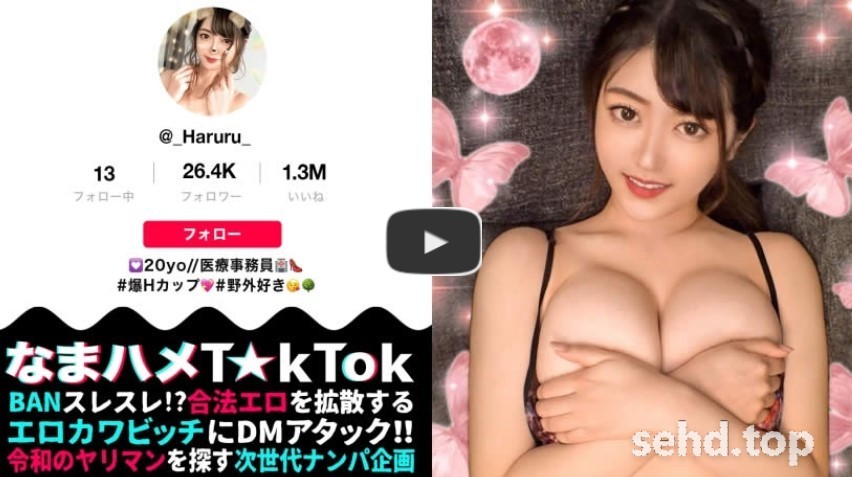 @_Haruru_
13
26.4K
1.3M
フォロー中
フォロワー
いいね
フォロー
💟20yo//医療事務員🏥👠
#爆Hカップ💖#野外好き😘🌳
なまハメT★kTok
BANスレスレ!?合法エロを拡散する
エロカワビッチにDMアタック!!
令和のヤリマンを探す次世代ナンパ企画
sehd.top